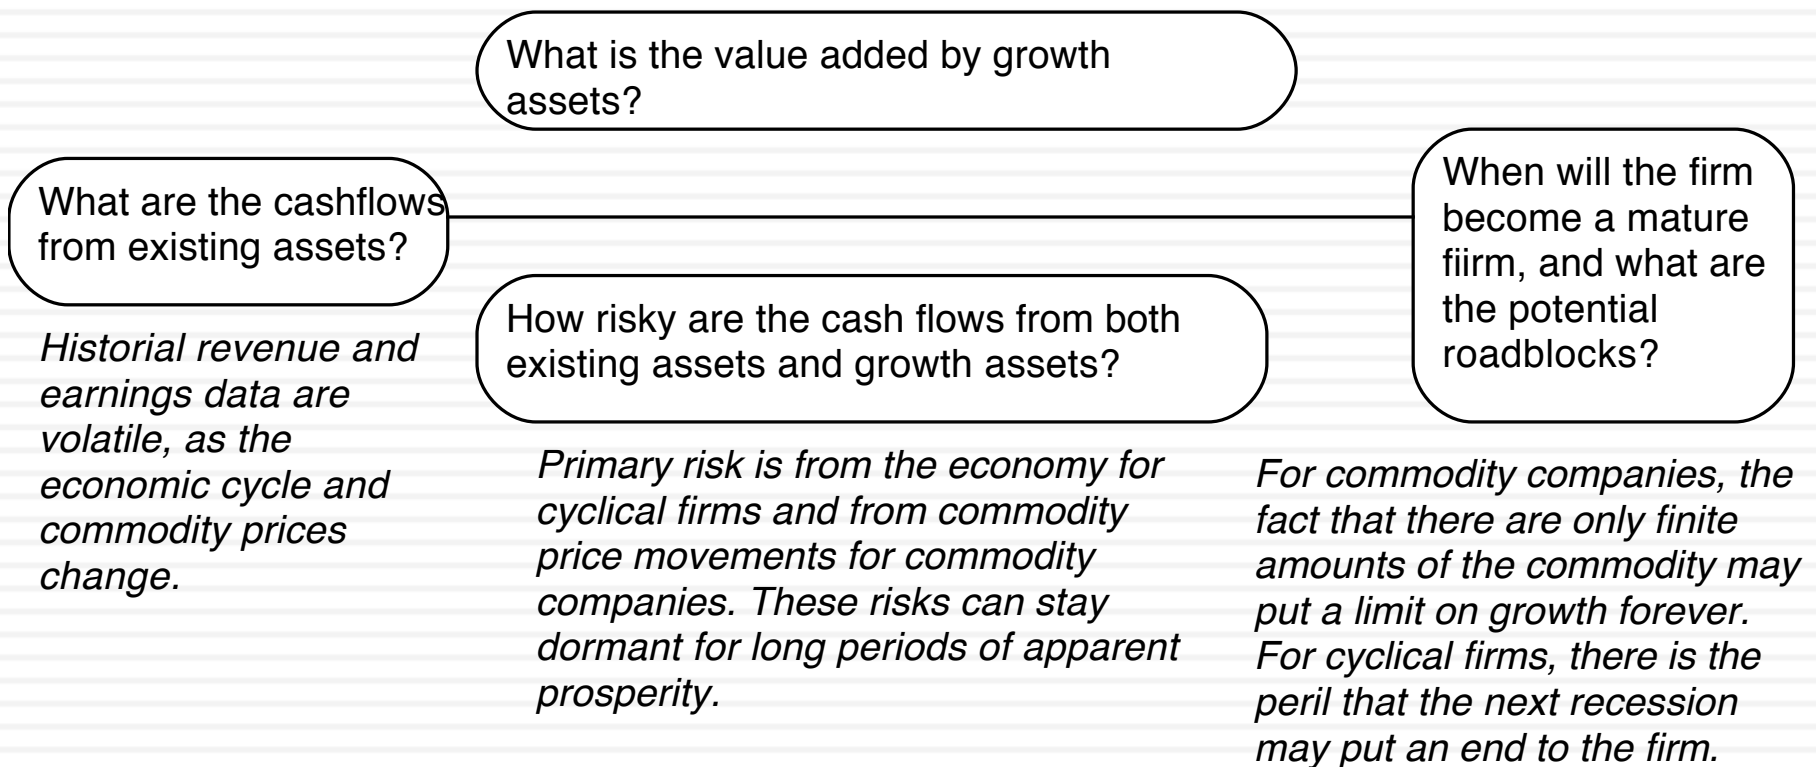 What is the value added by growth
assets?
What are the cashflows
from existing assets?
Historial revenue and
earnings data are
volatile, as the
economic cycle and
commodity prices
change.
How risky are the cash flows from both
existing assets and growth assets?
Primary risk is from the economy for
cyclical firms and from commodity
price movements for commodity
companies. These risks can stay
dormant for long periods of apparent
prosperity.
When will the firm
become a mature
fiirm, and what are
the potential
roadblocks?
For commodity companies, the
fact that there are only finite
amounts of the commodity may
put a limit on growth forever.
For cyclical firms, there is the
peril that the next recession
may put an end to the firm.